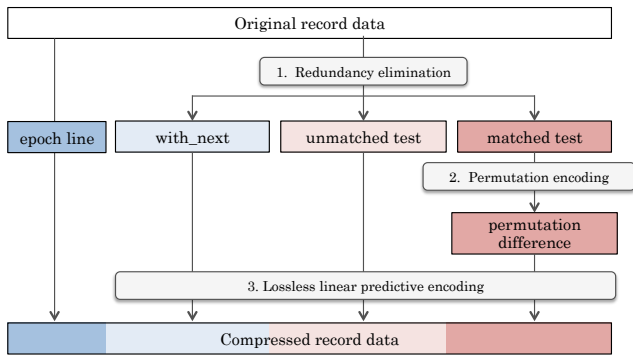 Original record data
1. Redundancy elimination
epoch line
with_next
unmatched test
matched test
2. Permutation encoding
permutation
difference
3. Lossless linear predictive encoding
Compressed record data